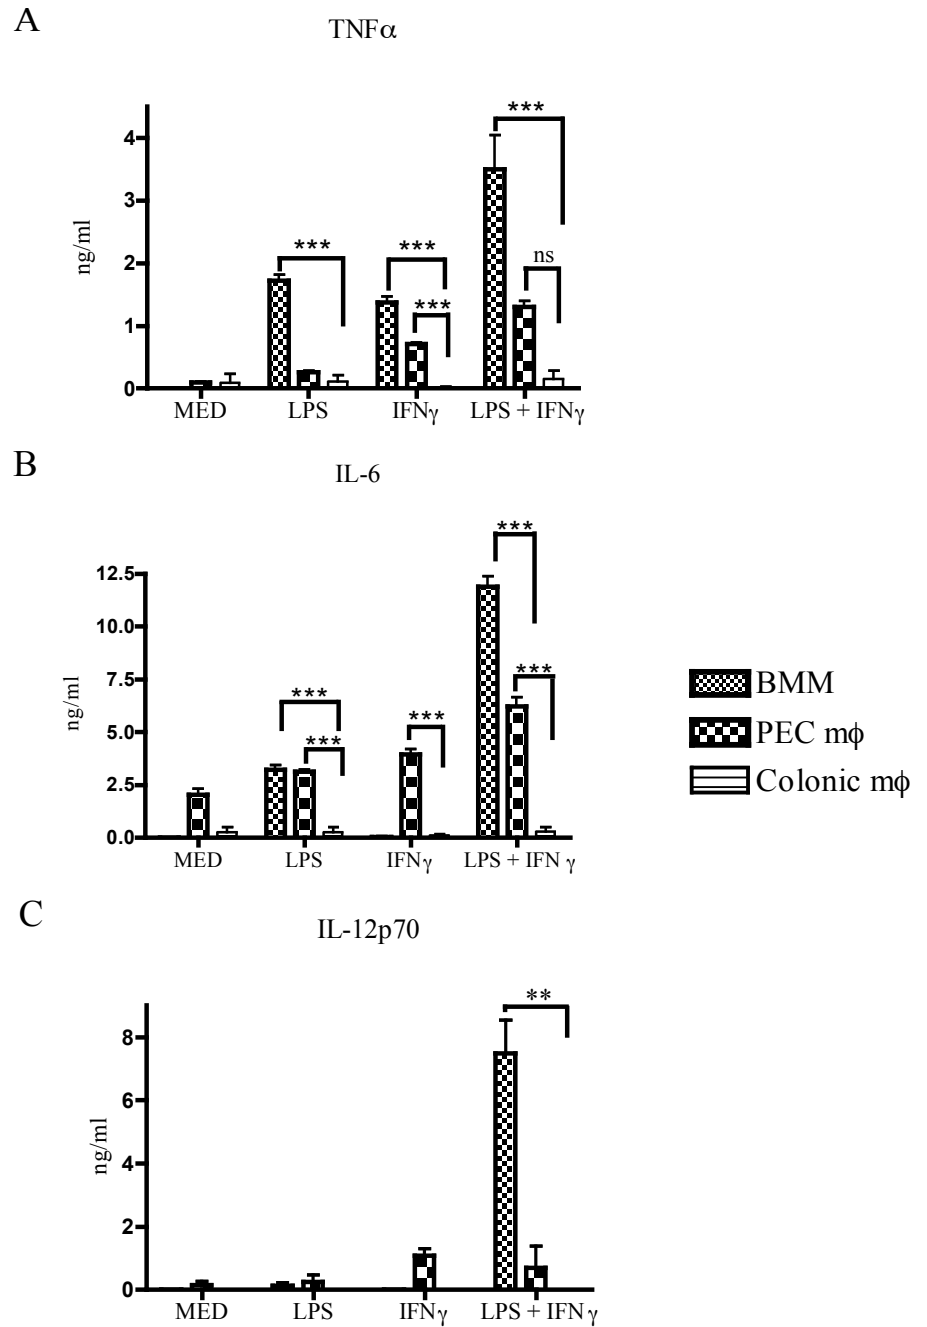 A
TNFα
***
4
3
ng/ml
2
1
0
***
***
***
ns
MED
LPS
IFNγ
LPS + IFNγ
B
IL-6
***
12.5
10.0
7.5
5.0
2.5
0.0
ng/ml
***
***
***
***
MED
LPS
IFNγ
LPS + IFN γ
BMM
PEC mϕ
Colonic mϕ
C
IL-12p70
**
8
6
4
2
0
ng/ml
MED
LPS
IFNγ
LPS + IFNγ